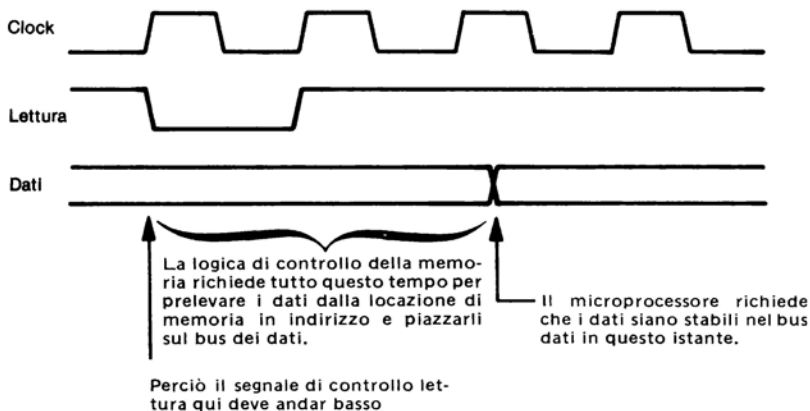 Clock
Lettura
Dati
La logica di controllo della memo-
ria richiede tutto questo tempo per
prelevare i dati dalla locazione di
memoria in indirizzo e piazzarli
sul bus dei dati.
Il microprocessore richiede
che i dati siano stabili nel bus
dati in questo istante.
Perciò il segnale di controllo let-
tura qui deve andar basso